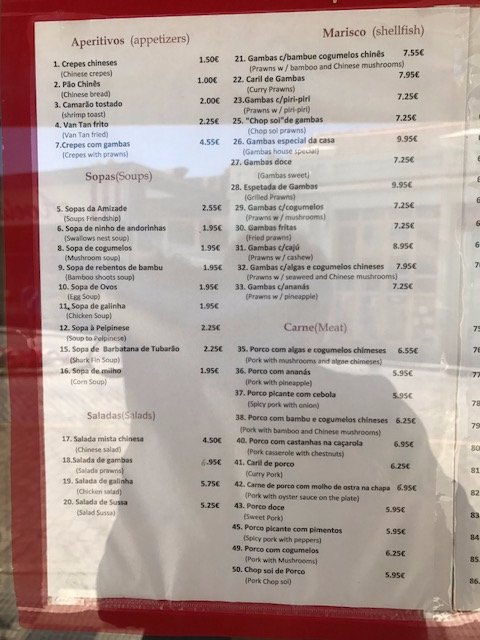 Aperitivos (appetizers)
1. Crepes chineses 1.50€
(Chinese crepes)
2. Pão Chinês 1.00€
(Chinese bread)
3. Camarão tostado 2.00€
(shrimp toast)
4. Van Tan frito 2.25€
(Van Tan fried)
7.Crepes com gambas 4.55€
(Crepes with prawns)
Sopas(Soups)
5. Sopas da Amizade 2.55€
(Soups Friendship)
6. Sopa de ninho de andorinhas 1.95€
(Swallows nest soup)
8. Sopa de cogumelos 1.95€
(Mushroom soup)
9. Sopa de rebentos de bambu 1.95€
(Bamboo shoots soup)
10. Sopa de Ovos 1.95€
(Egg Soup)
11. Sopa de galinha 1.95€
(Chicken Soup)
12. Sopa à Pelpinese 2.25€
(Soup to Pelpinese)
15. Sopa de Barbatana de Tubarão 2.25€
(Shark Fin Soup)
16. Sopa de milho 1.95€
(Corn Soup)
Saladas(Salads)
17. Salada mista chinesa 4.50€
(Chinese salad)
18.Salada de gambas 6.95€
(Salada prawns)
19. Salada de galinha 5.75€
(Chicken salad)
20. Salada de Sussa 5.25€
(Salad Sussa)
Marisco (shellfish)
21. Gambas c/bambue cogumelos chinês 7.55€
(Prawns w / bamboo and Chinese mushrooms)
22. Caril de Gambas 7.95€
(Curry Prawns)
23.Gambas c/piri-piri 7.25€
(Prawns w / piri-piri)
25. "Chop soi"de gambas 7.25€
(Chop soi prawns)
26. Gambas especial da casa 9.95€
(Gambas house special)
27. Gambas doce 7.25€
(Gambas sweet)
28. Espetada de Gambas 9.95€
(Grilled Prawns)
29. Gambas c/cogumelos 7.25€
(Prawns w / mushrooms)
30. Gambas fritas 7.25€
(Fried prawns)
31. Gambas c/cajú 8.95€
(Prawns w / cashew)
32. Gambas c/algas e cogumelos chineses 7.95€
(Prawns w / seaweed and Chinese mushrooms)
33. Gambas c/ananás 7.25€
(Prawns w / pineapple)
Carne(Meat)
35. Porco com algas e cogumelos chimeses 6.55€
(Pork with mushrooms and algae chimeses)
36. Porco com ananás 5.95€
(Pork with pineapple)
37. Porco picante com cebola 5.95€
(Spicy pork with onion)
38. Porco com bambu e cogumelos chineses 6.25€
(Pork with bamboo and Chinese mushrooms)
40. Porco com castanhas na caçarola 6.95€
(Pork casserole with chestnuts)
41. Caril de porco 6.25€
(Curry Pork)
42. Carne de porco com molho de ostra na chapa 6.95€
(Pork with oyster sauce on the plate)
43. Porco doce 5.95€
(Sweet Pork)
45. Porco picante com pimentos 5.95€
(Spicy pork with peppers)
49. Porco com cogumelos 6.25€
(Pork with Mushrooms)
50. Chop soi de Porco 5.95€
(Pork Chop soi)